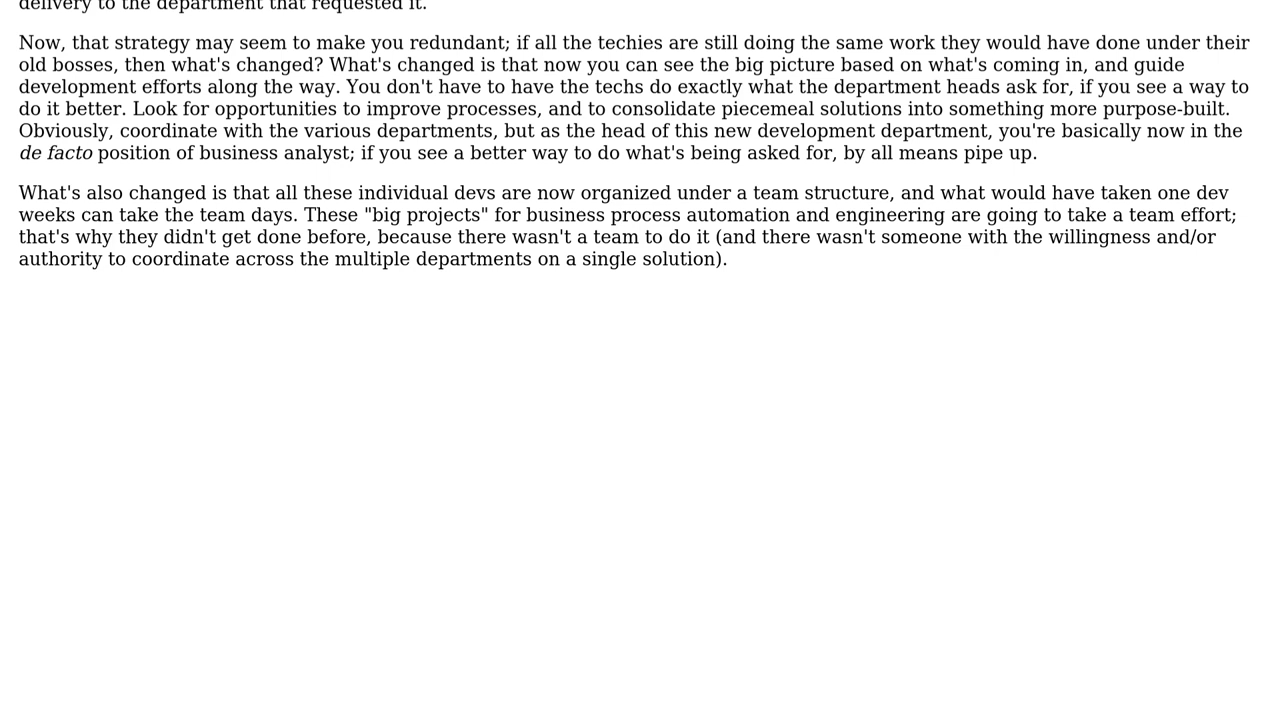 delivery to the department that requested it.
Now, that strategy may seem to make you redundant; if all the techies are still doing the same work they would have done under their
old bosses, then what's changed? What's changed is that now you can see the big picture based on what's coming in, and guide
development efforts along the way. You don't have to have the techs do exactly what the department heads ask for, if you see a way to
do it better. Look for opportunities to improve processes, and to consolidate piecemeal solutions into something more purpose-built.
Obviously, coordinate with the various departments, but as the head of this new development department, you're basically now in the
de facto position of business analyst; if you see a better way to do what's being asked for, by all means pipe up.
What's also changed is that all these individual devs are now organized under a team structure, and what would have taken one dev
weeks can take the team days. These "big projects" for business process automation and engineering are going to take a team effort;
that's why they didn't get done before, because there wasn't a team to do it (and there wasn't someone with the willingness and/or
authority to coordinate across the multiple departments on a single solution).